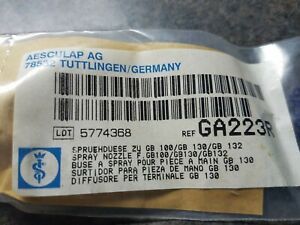 AESCULAP AG
78532 TUTTLINGEN/GERMANY
LOT 5774368
REF GA223R
SPRUEHDUESE ZU GB 100/GB 130/GB 132
SPRAY NOZZLE F.GB100/GB130/GB132
BUSE A SPRAY POUR PIÈCE A MAIN GB 130
SURTIDOR PARA PIEZA DE MANO GB 130
DIFFUSORE PER TERMINALE GB 130